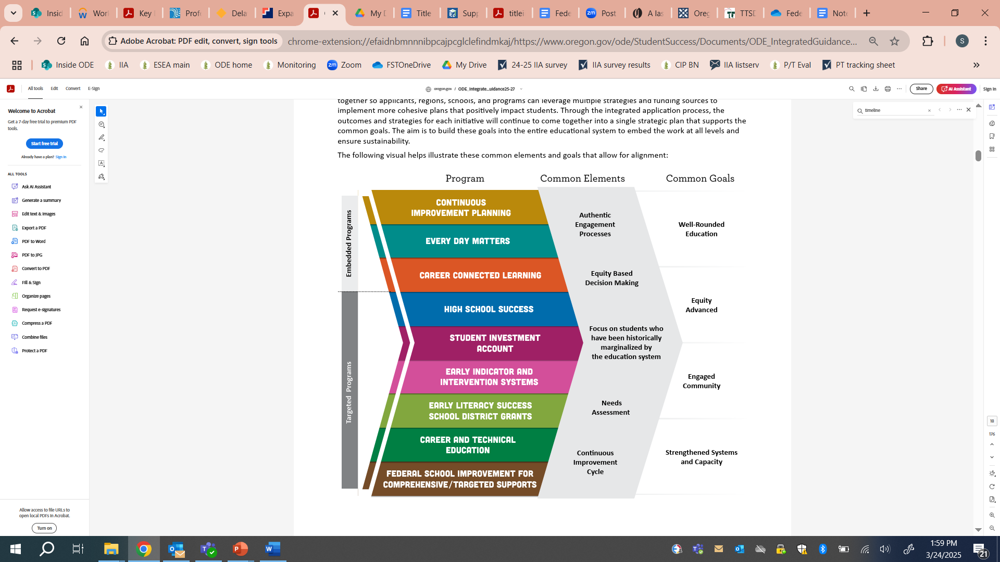 Insid
Wor
Key
Profe
Dela
Expa
My D
Title
Supp
titlei
Fede
Post
A las
Oreg
TTSD
Fede
Note
Adobe Acrobat: PDF edit, convert, sign tools
chrome-extension://efaidnbmnnnibpcajpcglclefindmkaj/https://www.oregon.gov/ode/StudentSuccess/Documents/ODE_IntegratedGuidance...
S
Inside ODE
IIA
ESEA main
ODE home
Monitoring
Zoom
FSTOneDrive
My Drive
24-25 IIA survey
IIA survey results
CIP BN
IIA listserv
P/T Eval
PT tracking sheet
All tools
Edit
Convert
E-Sign
oregon.gov / ODE_Integrate...uidance25-27
Share
AI Assistant
Sign in
Welcome to Acrobat
Get a 7-day free trial to premium PDF
tools.
Start free trial
Already have a plan? Sign in
ALL TOOLS
Ask AI Assistant
Generate a summary
Edit text & images
Export a PDF
PDF to Word
PDF to JPG
Convert to PDF
Fill & Sign
Organize pages
Request e-signatures
Compress a PDF
Combine files
Protect a PDF
Allow access to file URLs to
open local PDFs in Acrobat.
Turn on
timeline
together so applicants, regions, schools, and programs can leverage multiple strategies and funding sources to
implement more cohesive plans that positively impact students. Through the integrated application process, the
outcomes and strategies for each initiative will continue to come together into a single strategic plan that supports the
common goals. The aim is to build these goals into the entire educational system to embed the work at all levels and
ensure sustainability.
The following visual helps illustrate these common elements and goals that allow for alignment:
Program
Common Elements
Common Goals
Embedded Programs
Targeted Programs
CONTINUOUS
IMPROVEMENT PLANNING
EVERY DAY MATTERS
CAREER CONNECTED LEARNING
HIGH SCHOOL SUCCESS
STUDENT INVESTMENT
ACCOUNT
EARLY INDICATOR AND
INTERVENTION SYSTEMS
EARLY LITERACY SUCCESS
SCHOOL DISTRICT GRANTS
CAREER AND TECHNICAL
EDUCATION
FEDERAL SCHOOL IMPROVEMENT FOR
COMPREHENSIVE/TARGETED SUPPORTS
Authentic
Engagement
Processes
Equity Based
Decision Making
Focus on students who
have been historically
marginalized by
the education system
Needs
Assessment
Continuous
Improvement
Cycle
Well-Rounded
Education
Equity
Advanced
Engaged
Community
Strengthened Systems
and Capacity
18
176
1:59 PM
3/24/2025
21